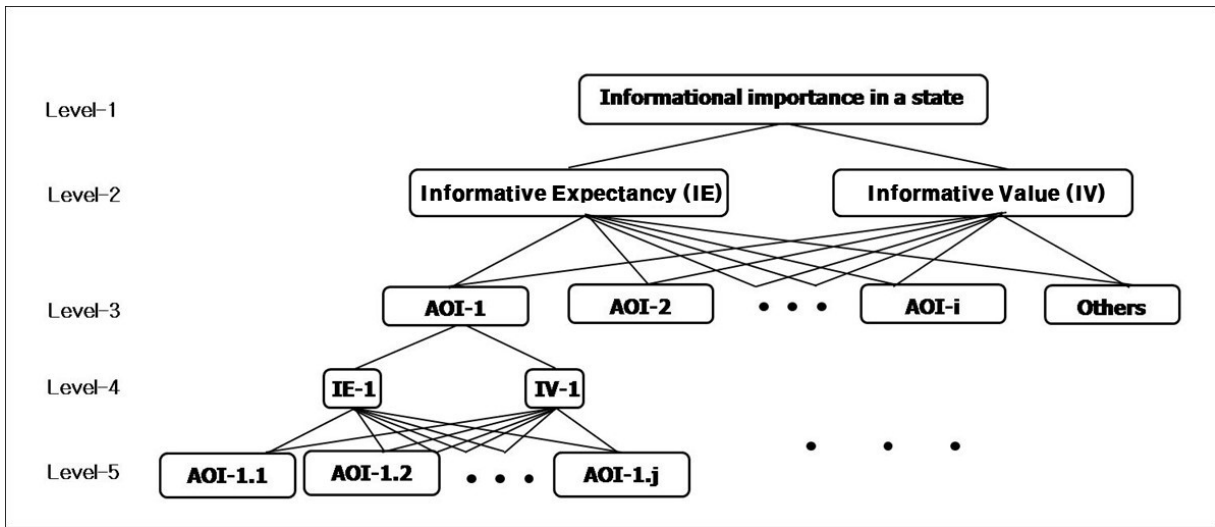 Level-1
Informational importance in a state
Level-2
Informative Expectancy (IE)
Informative Value (IV)
Level-3
AOI-1
AOI-2
• • •
AOI-i
Others
Level-4
IE-1
IV-1
Level-5
AOI-1.1
AOI-1.2
• • •
AOI-1.j
• • •